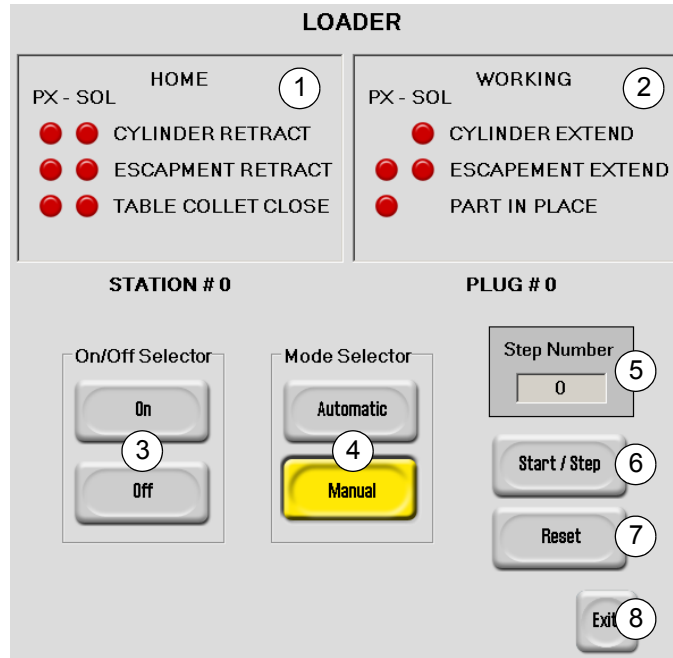 LOADER
HOME
1
PX - SOL
CYLINDER RETRACT
ESCAPMENT RETRACT
TABLE COLLET CLOSE
WORKING
2
PX - SOL
CYLINDER EXTEND
ESCAPEMENT EXTEND
PART IN PLACE
STATION # 0
PLUG # 0
On/Off Selector
On
3
Off
Mode Selector
Automatic
4
Manual
Step Number
5
0
Start / Step
6
Reset
7
Exit
8